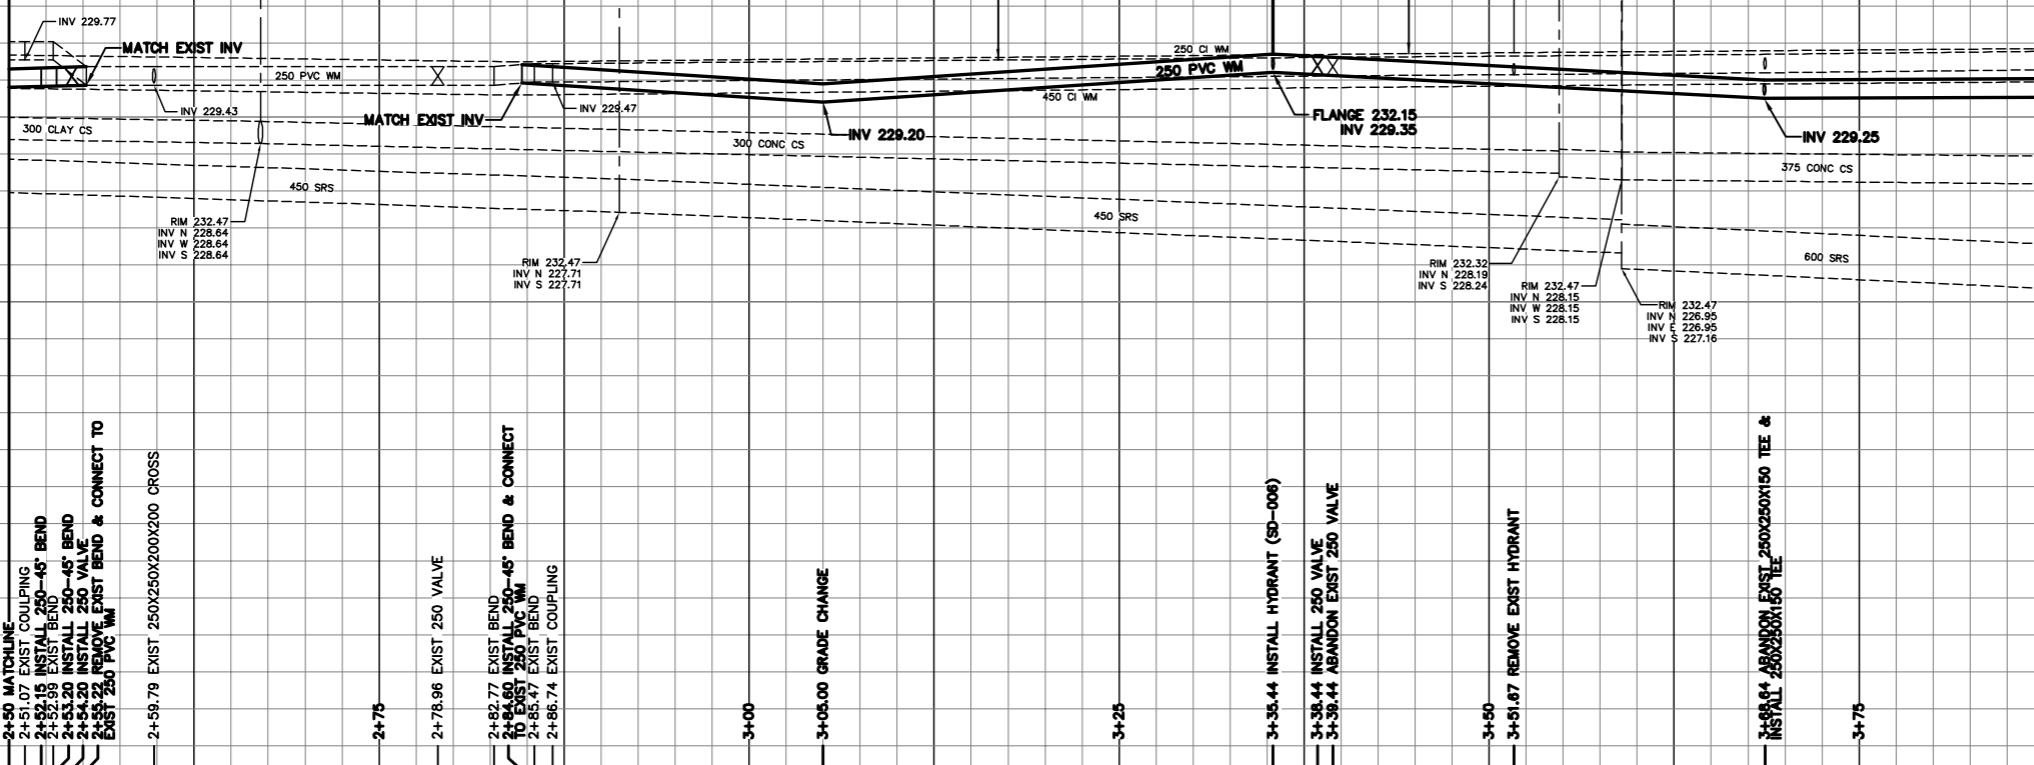 INV 229.77
MATCH EXIST INV
250 PVC WM
INV 229.43
MATCH EXIST INV
INV 229.47
INV 229.20
250 CI WM
250 PVC WM
450 CI WM
FLANGE 232.15
INV 229.35
INV 229.25
300 CLAY CS
300 CONC CS
375 CONC CS
450 SRS
450 SRS
600 SRS
RIM 232.47
INV N 228.64
INV W 228.64
INV S 228.64
RIM 232.47
INV N 227.71
INV S 227.71
RIM 232.32
INV N 228.19
INV S 228.24
RIM 232.47
INV N 228.15
INV W 228.15
INV S 228.15
RIM 232.47
INV N 226.95
INV E 226.95
INV S 227.16
2+50 MATCHLINE
2+51.07 EXIST COULPING
2+52.15 INSTALL 250-45° BEND
2+52.99 EXIST BEND
2+53.20 INSTALL 250-45° BEND
2+54.20 INSTALL 250 VALVE
2+55.22 REMOVE EXIST BEND & CONNECT TO
EXIST 250 PVC WM
2+59.79 EXIST 250X250X200X200 CROSS
2+75
2+78.96 EXIST 250 VALVE
2+82.77 EXIST BEND
2+84.60 INSTALL 250-45° BEND & CONNECT
TO EXIST 250 PVC WM
2+85.47 EXIST BEND
2+86.74 EXIST COUPLING
3+00
3+05.00 GRADE CHANGE
3+25
3+35.44 INSTALL HYDRANT (SD-006)
3+38.44 INSTALL 250 VALVE
3+39.44 ABANDON EXIST 250 VALVE
3+50
3+51.67 REMOVE EXIST HYDRANT
3+68.64 ABANDON EXIST 250X250X150 TEE &
INSTALL 250X250X150 TEE
3+75